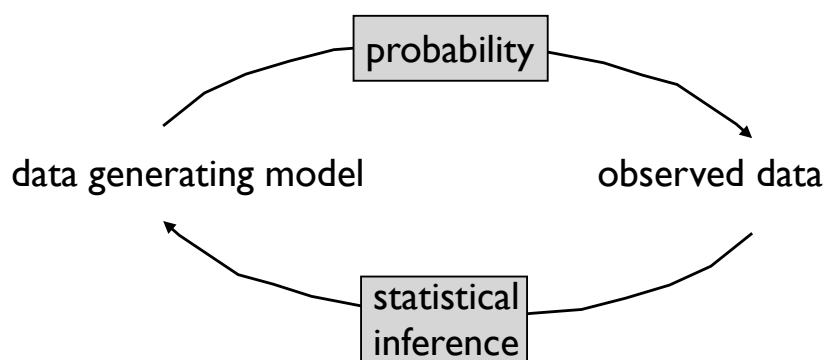 probability
data generating model
observed data
statistical
inference